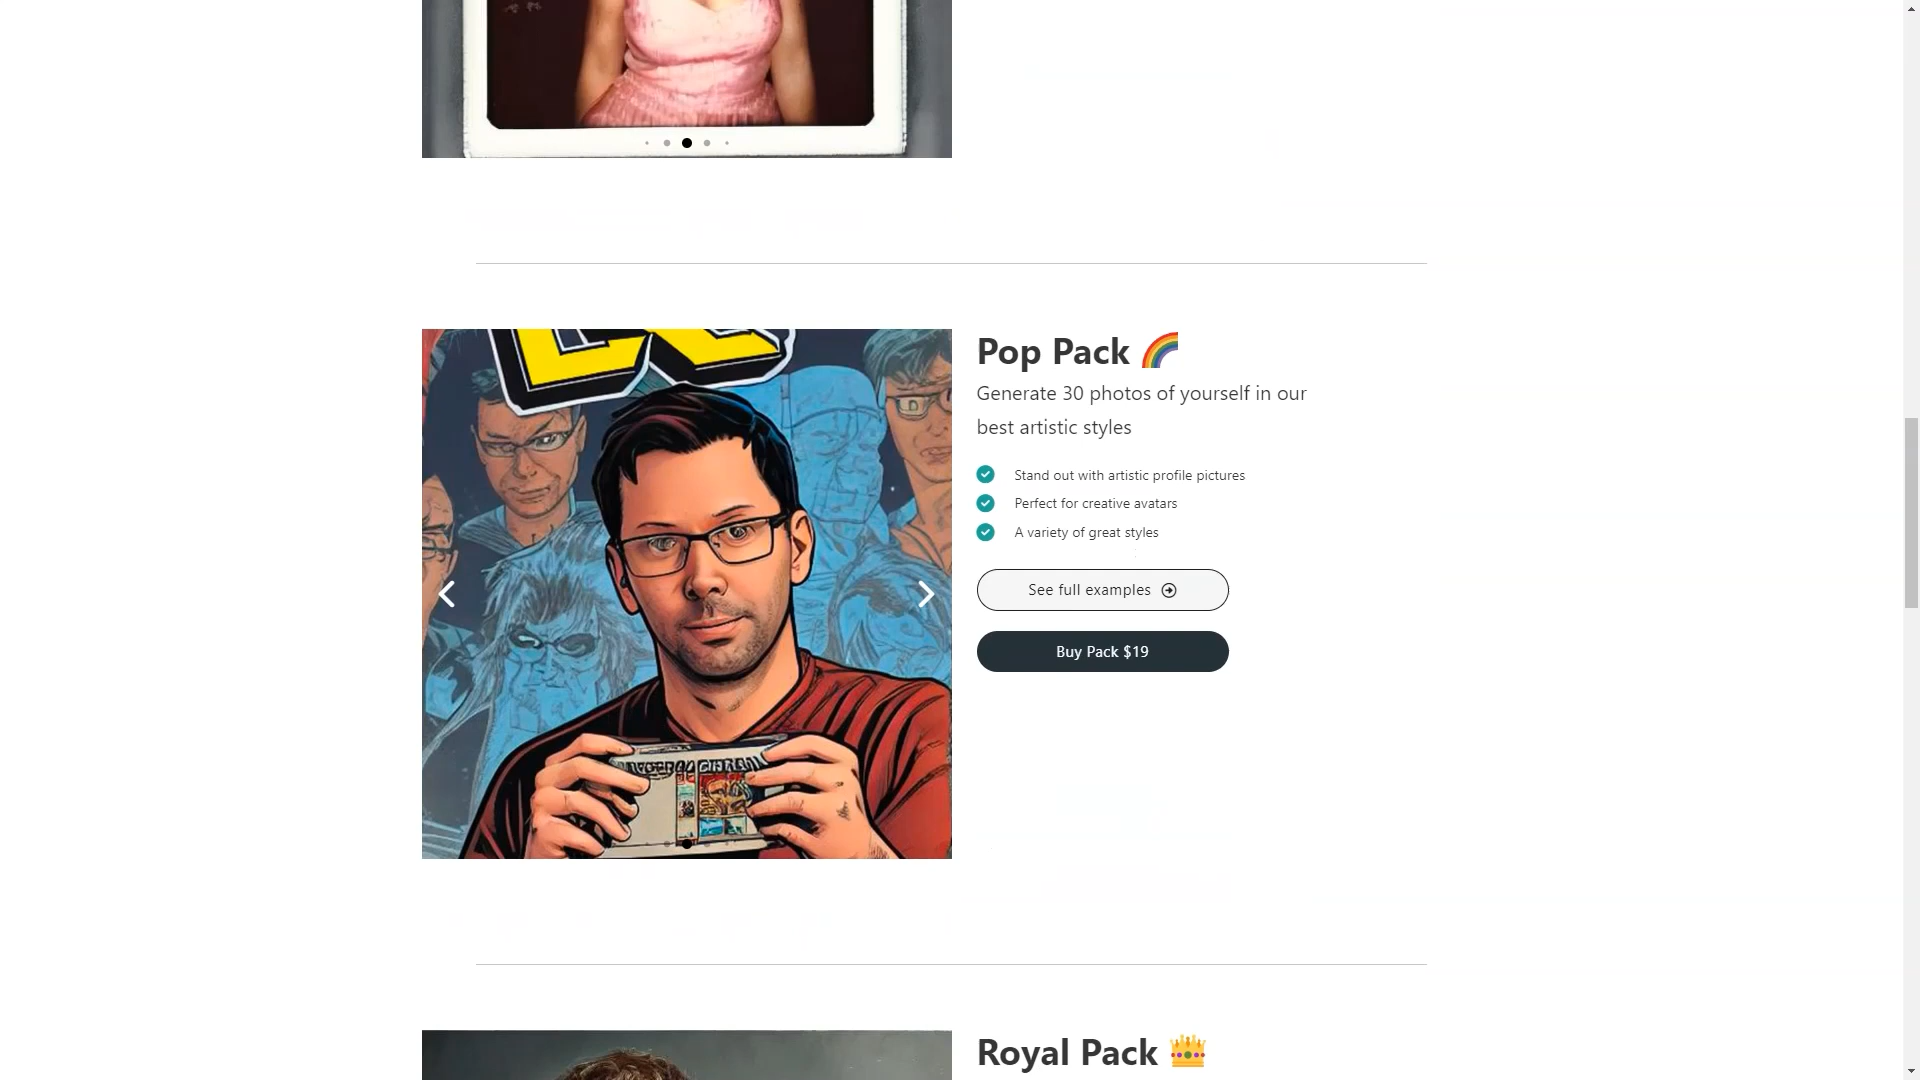 Pop Pack
Generate 30 photos of yourself in our
best artistic styles
Stand out with artistic profile pictures
Perfect for creative avatars
A variety of great styles
See full examples
Buy Pack $19
Royal Pack